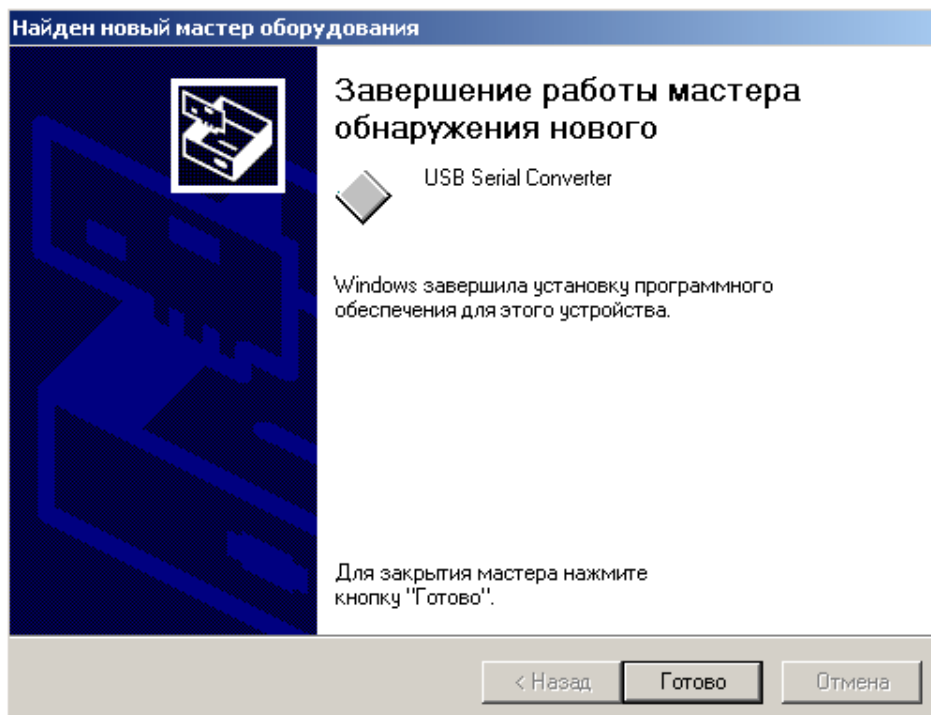 Найден новый мастер оборудования
Завершение работы мастера
обнаружения нового
USB Serial Converter
Windows завершила установку программного
обеспечения для этого устройства.
Для закрытия мастера нажмите
кнопку "Готово".
< Назад
Готово
Отмена